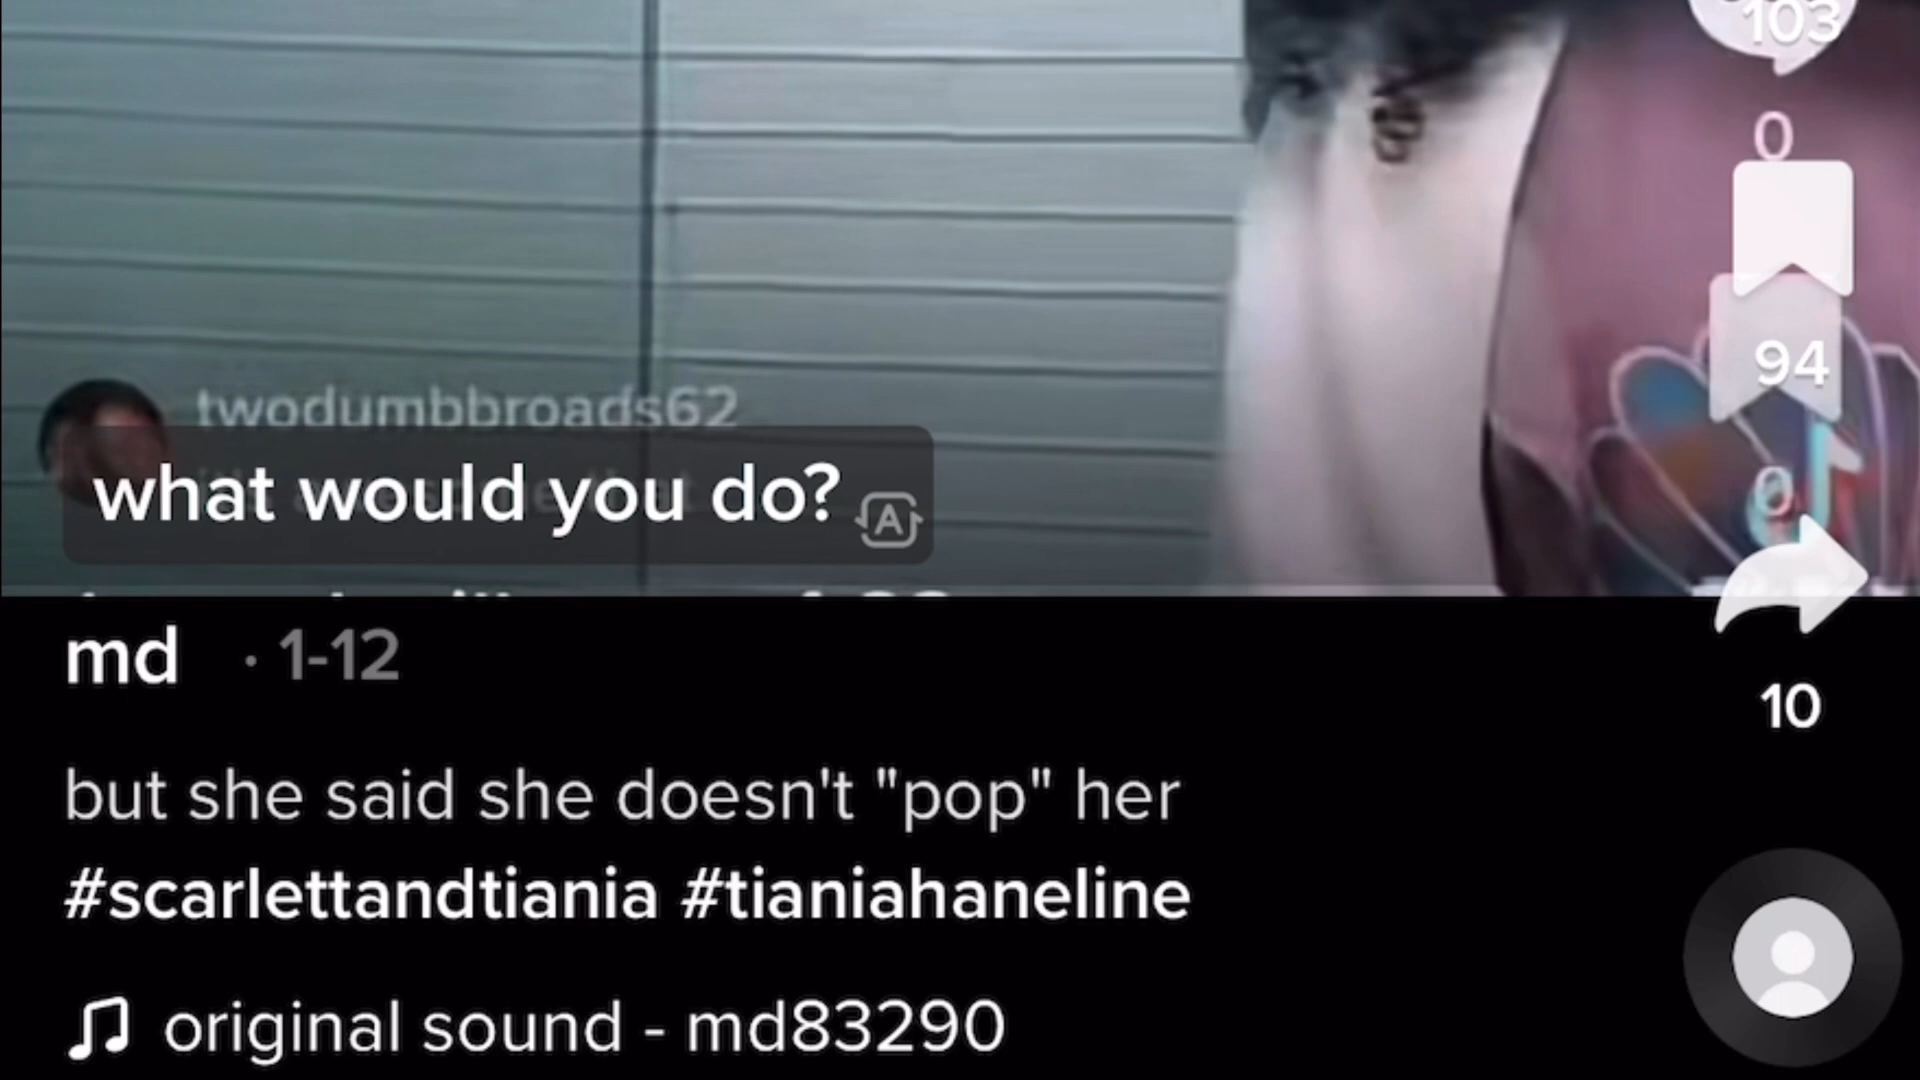 103
0
94
twodumbbroads62
what would you do?
0
md · 1-12
10
but she said she doesn't "pop" her
#scarlettandtiania #tianiahaneline
original sound - md83290